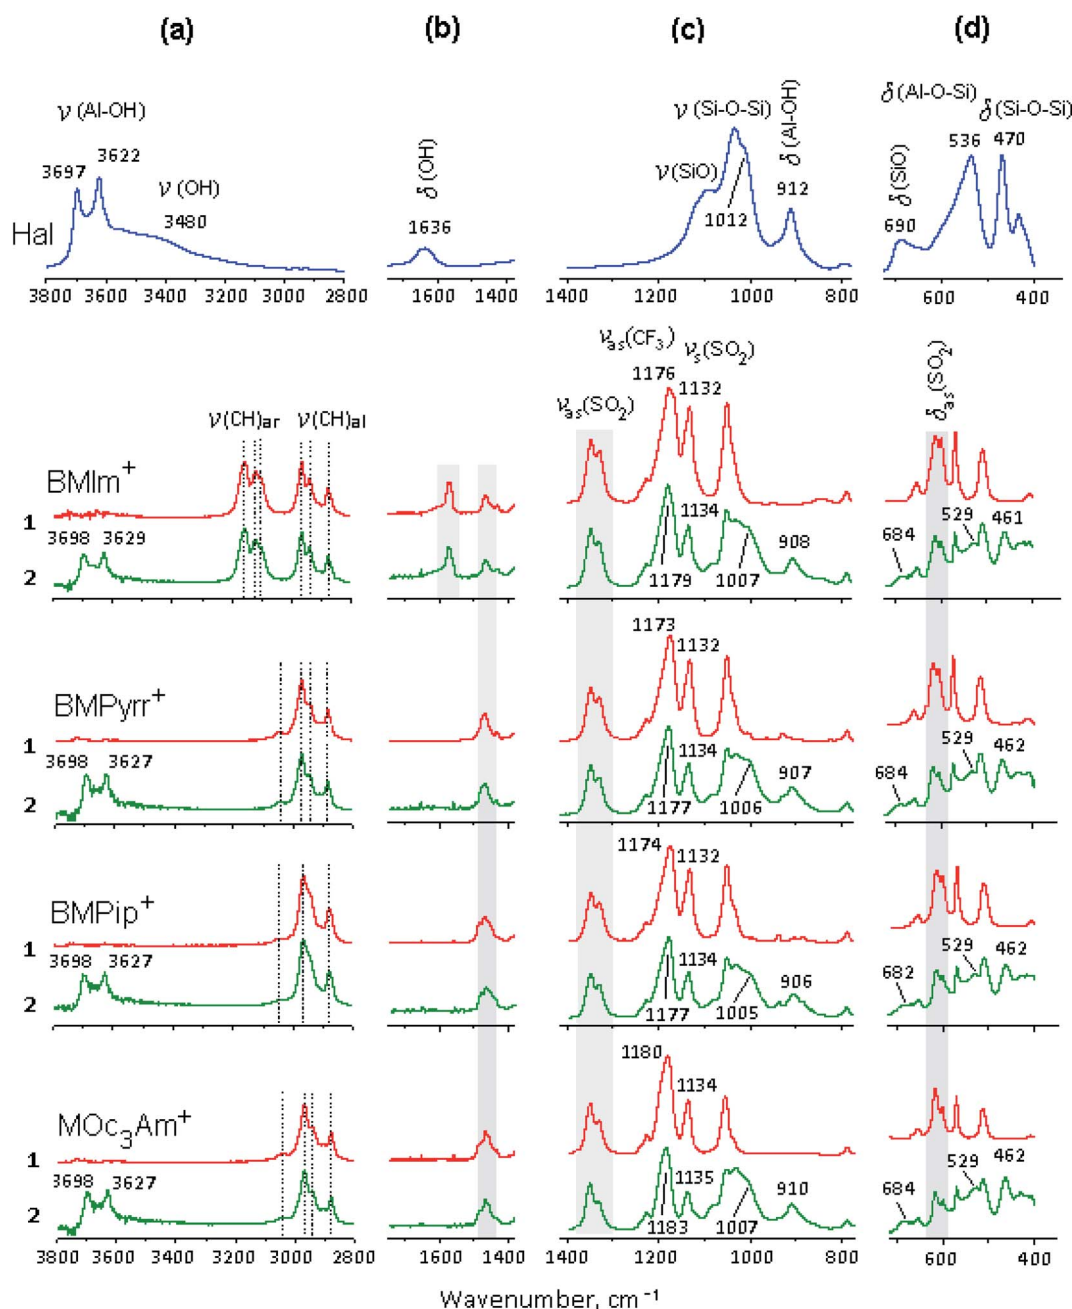 (a) (b) (c) (d)
ν(Al-OH)
3697 3622
ν(OH)
3480
δ(OH)
1636
ν(SiO)
ν(Si-O-Si)
1012
δ(Al-OH)
912
δ(Al-O-Si)
δ(Si-O-Si)
δ(SiO)
690 536 470
Hal
3800 3600 3400 3200 3000 2800
1600 1400
1400 1200 1000 800
600 400
ν(CH)ar ν(CH)al
νas(SO2)
νas(CF3)
νs(SO2)
δas(SO2)
BMIm+
1
1176 1132
3698 3629
2
1134 908
1179 1007
684 529 461
BMPyrr+
1
1173 1132
3698 3627
2
1134 907
1177 1006
684 529 462
BMPip+
1
1174 1132
3698 3627
2
1134 906
1177 1005
682 529 462
MOc3Am+
1
1180 1134
3698 3627
2
1135 910
1183 1007
684 529 462
3800 3600 3400 3200 3000 2800
1600 1400
1400 1200 1000 800
600 400
Wavenumber, cm⁻¹